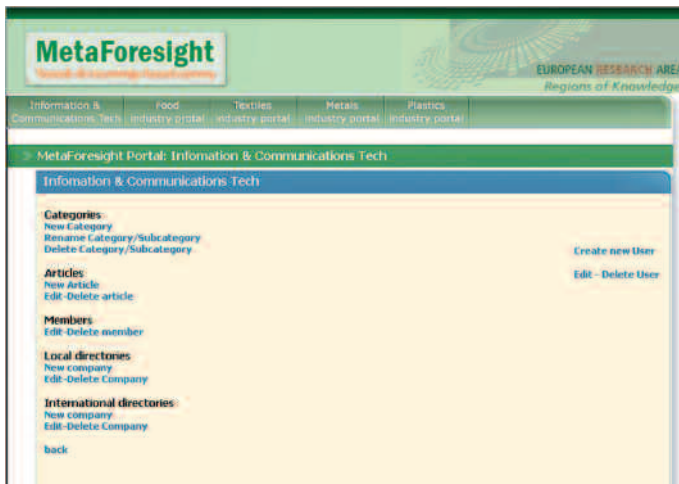 MetaForesight
EUROPEAN RESEARCH AREA
Regions of Knowledge
Information & Communications Tech
Food industry protal
Textiles industry portal
Metals industry portal
Plastics industry portal
MetaForesight Portal: Infomation & Communications Tech
Infomation & Communications Tech
Categories
New Category
Rename Category/Subcategory
Delete Category/Subcategory
Create new User
Edit - Delete User
Articles
New Article
Edit-Delete article
Members
Edit-Delete member
Local directories
New company
Edit-Delete Company
International directories
New company
Edit-Delete Company
back